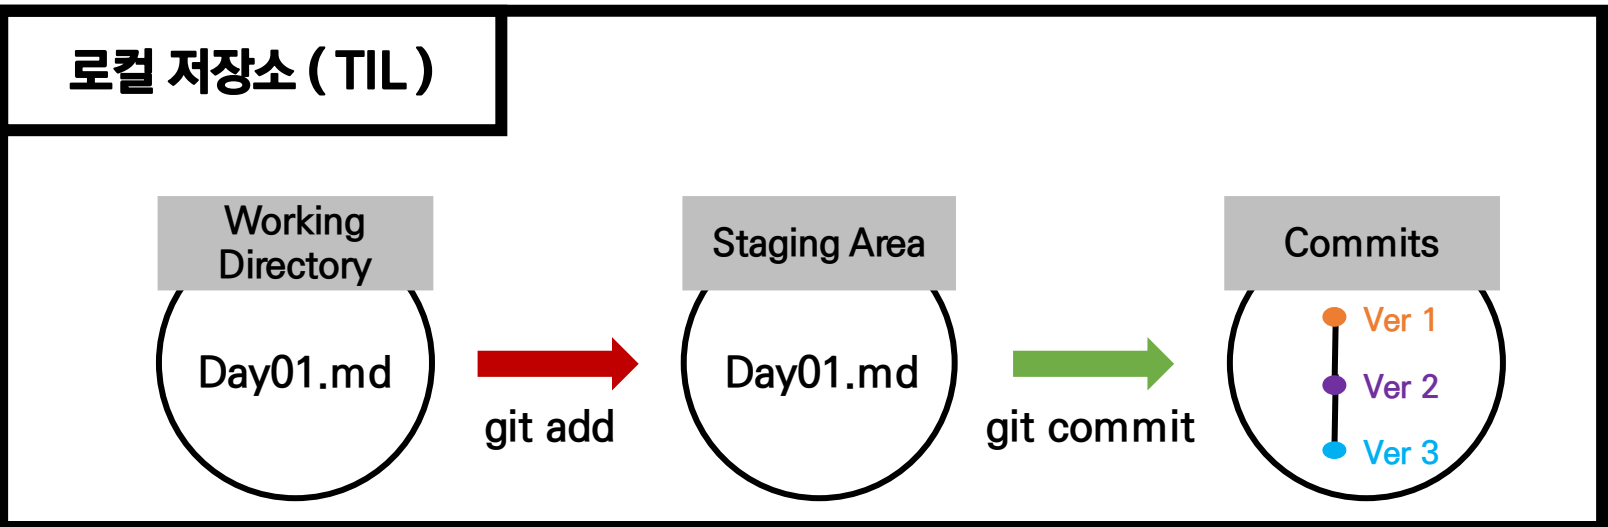 로컬 저장소 ( TIL )
Working
Directory
Staging Area
Commits
Day01.md
git add
Day01.md
git commit
Ver 1
Ver 2
Ver 3